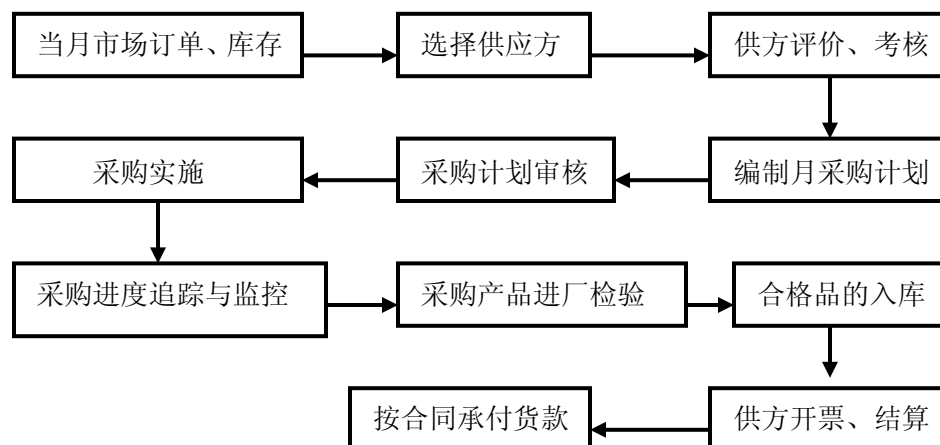 当月市场订单、库存
选择供应方
供方评价、考核
编制月采购计划
采购计划审核
采购实施
采购进度追踪与监控
采购产品进厂检验
合格品的入库
供方开票、结算
按合同承付货款